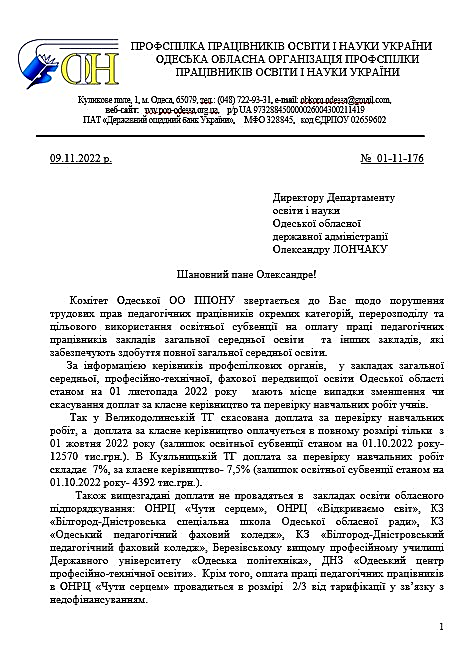 ОН
ПРОФСПІЛКА ПРАЦІВНИКІВ ОСВІТИ І НАУКИ УКРАЇНИ
ОДЕСЬКА ОБЛАСНА ОРГАНІЗАЦІЯ ПРОФСПІЛКИ
ПРАЦІВНИКІВ ОСВІТИ І НАУКИ УКРАЇНИ
Куликове поле, 1, м. Одеса, 65079, тел.: (048) 722-93-31, e-mail: obkom.odessa@gmail.com,
веб-сайт: www.pon-odessa.org.ua, р/р UA 973288450000026004300211419
ПАТ «Державний ощадний банк України», МФО 328845, код ЄДРПОУ 02659602
09.11.2022 р. № 01-11-176
Директору Департаменту
освіти і науки
Одеської обласної
державної адміністрації
Олександру ЛОНЧАКУ
Шановний пане Олександре!
Комітет Одеської ОО ППОНУ звертається до Вас щодо порушення
трудових прав педагогічних працівників окремих категорій, перерозподілу та
цільового використання освітньої субвенції на оплату праці педагогічних
працівників закладів загальної середньої освіти та інших закладів, які
забезпечують здобуття повної загальної середньої освіти.
За інформацією керівників профспілкових органів, у закладах загальної
середньої, професійно-технічної, фахової передвищої освіти Одеської області
станом на 01 листопада 2022 року мають місце випадки зменшення чи
скасування доплат за класне керівництво та перевірку навчальних робіт учнів.
Так у Великодолинській ТГ скасована доплата за перевірку навчальних
робіт, а доплата за класне керівництво оплачується в повному розмірі тільки з
01 жовтня 2022 року (залишок освітньої субвенції станом на 01.10.2022 року-
12570 тис.грн.). В Куяльницькій ТГ доплата за перевірку навчальних робіт
складає 7%, за класне керівництво- 7,5% (залишок освітньої субвенції станом на
01.10.2022 року- 4392 тис.грн.).
Також вищезгадані доплати не провадяться в закладах освіти обласного
підпорядкування: ОНРЦ «Чути серцем», ОНРЦ «Відкриваємо світ», КЗ
«Білгород-Дністровська спеціальна школа Одеської обласної ради», КЗ
«Одеський педагогічний фаховий коледж», КЗ «Білгород-Дністровський
педагогічний фаховий коледж», Березівському вищому професійному училищі
Державного університету «Одеська політехніка», ДНЗ «Одеський центр
професійно-технічної освіти». Крім того, оплата праці педагогічних працівників
в ОНРЦ «Чути серцем» провадиться в розмірі 2/3 від тарифікації у зв'язку з
недофінансуванням.
1